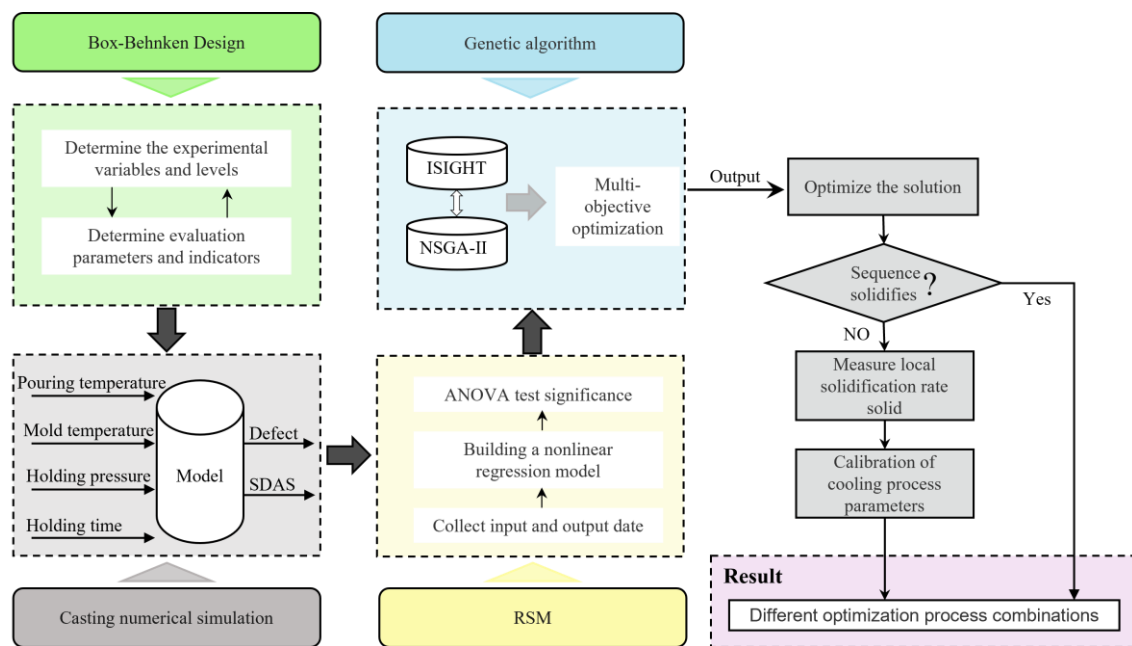 Box-Behnken Design
Determine the experimental
variables and levels
Determine evaluation
parameters and indicators
Pouring temperature
Mold temperature
Holding pressure
Holding time
Model
Defect
SDAS
Casting numerical simulation
Genetic algorithm
ISIGHT
NSGA-II
Multi-
objective
optimization
ANOVA test significance
Building a nonlinear
regression model
Collect input and output date
RSM
Output
Optimize the solution
Sequence
solidifies ?
Yes
NO
Measure local
solidification rate
solid
Calibration of
cooling process
parameters
Result
Different optimization process combinations